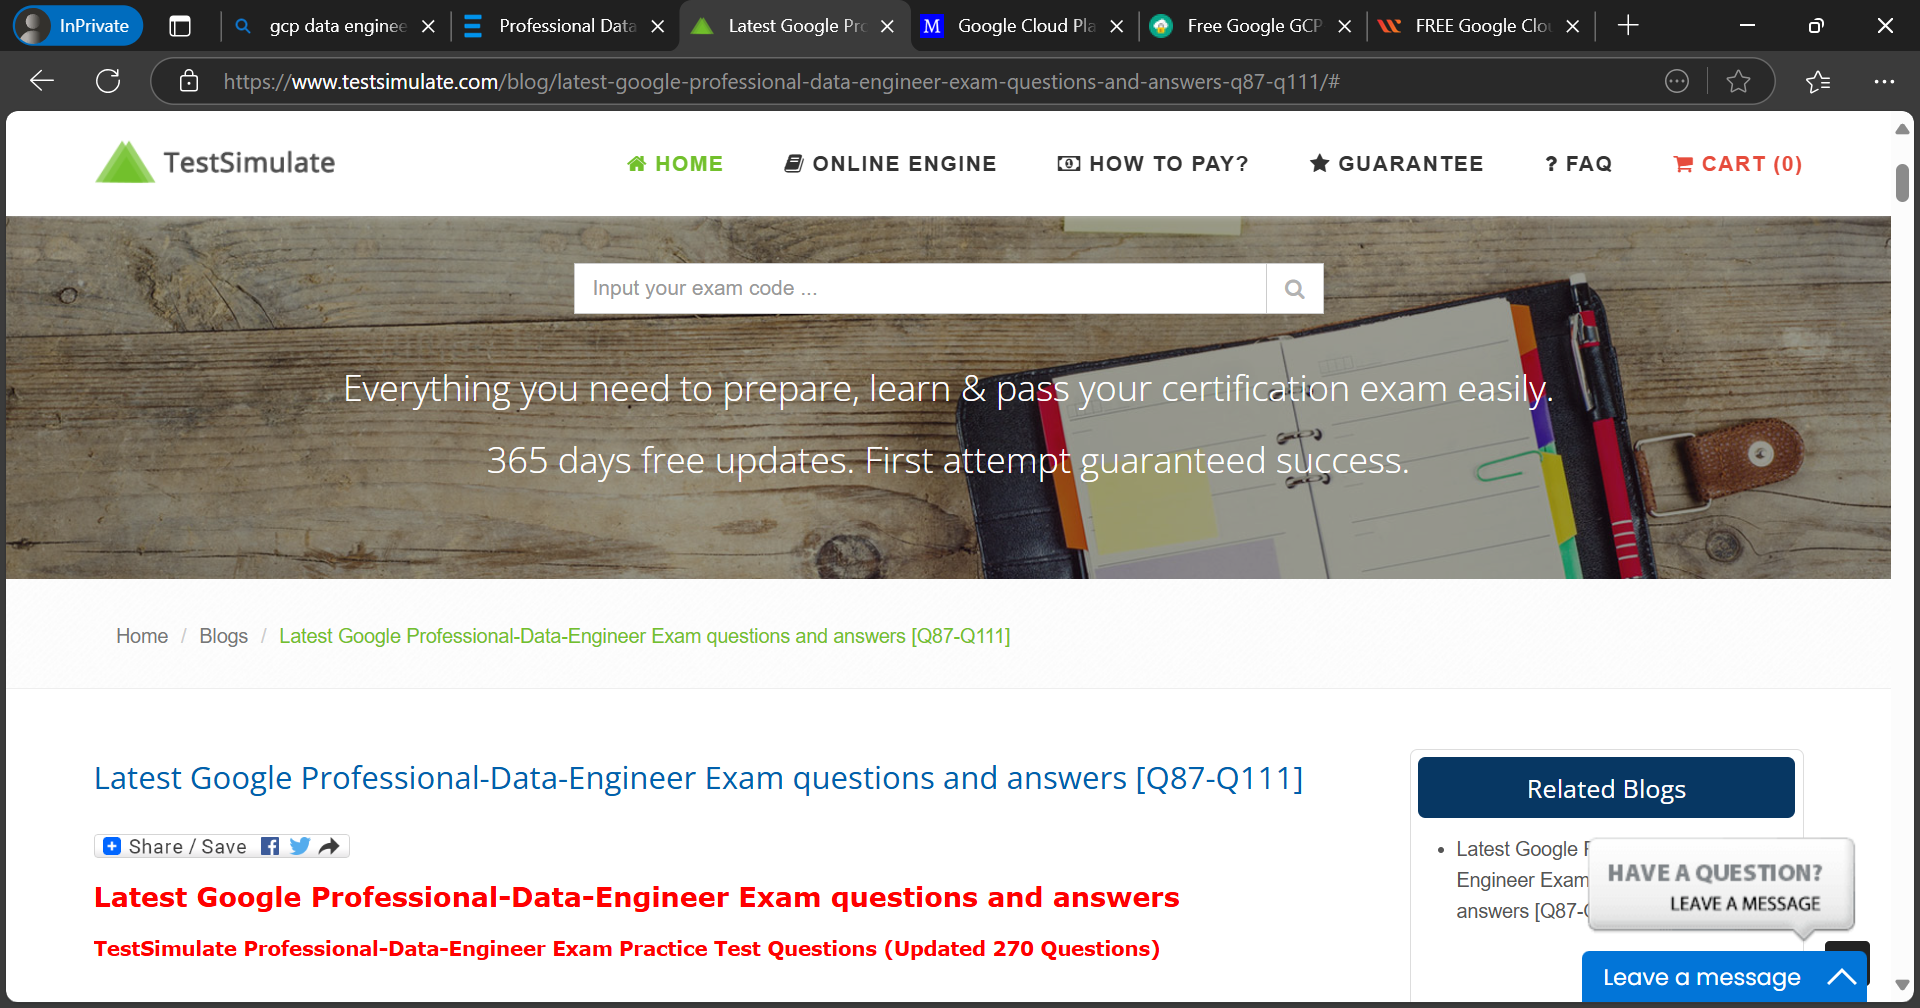 InPrivate
gcp data enginee
Professional Data
Latest Google Pro
Google Cloud Pla
Free Google GCP
FREE Google Clou
https://www.testsimulate.com/blog/latest-google-professional-data-engineer-exam-questions-and-answers-q87-q111/#
TestSimulate
HOME
ONLINE ENGINE
HOW TO PAY?
GUARANTEE
? FAQ
CART (0)
Input your exam code ...
Everything you need to prepare, learn & pass your certification exam easily.
365 days free updates. First attempt guaranteed success.
Home / Blogs / Latest Google Professional-Data-Engineer Exam questions and answers [Q87-Q111]
Latest Google Professional-Data-Engineer Exam questions and answers [Q87-Q111]
Share / Save
Latest Google Professional-Data-Engineer Exam questions and answers
TestSimulate Professional-Data-Engineer Exam Practice Test Questions (Updated 270 Questions)
Related Blogs
Latest Google
Engineer Exam
answers [Q87-
HAVE A QUESTION?
LEAVE A MESSAGE
Leave a message